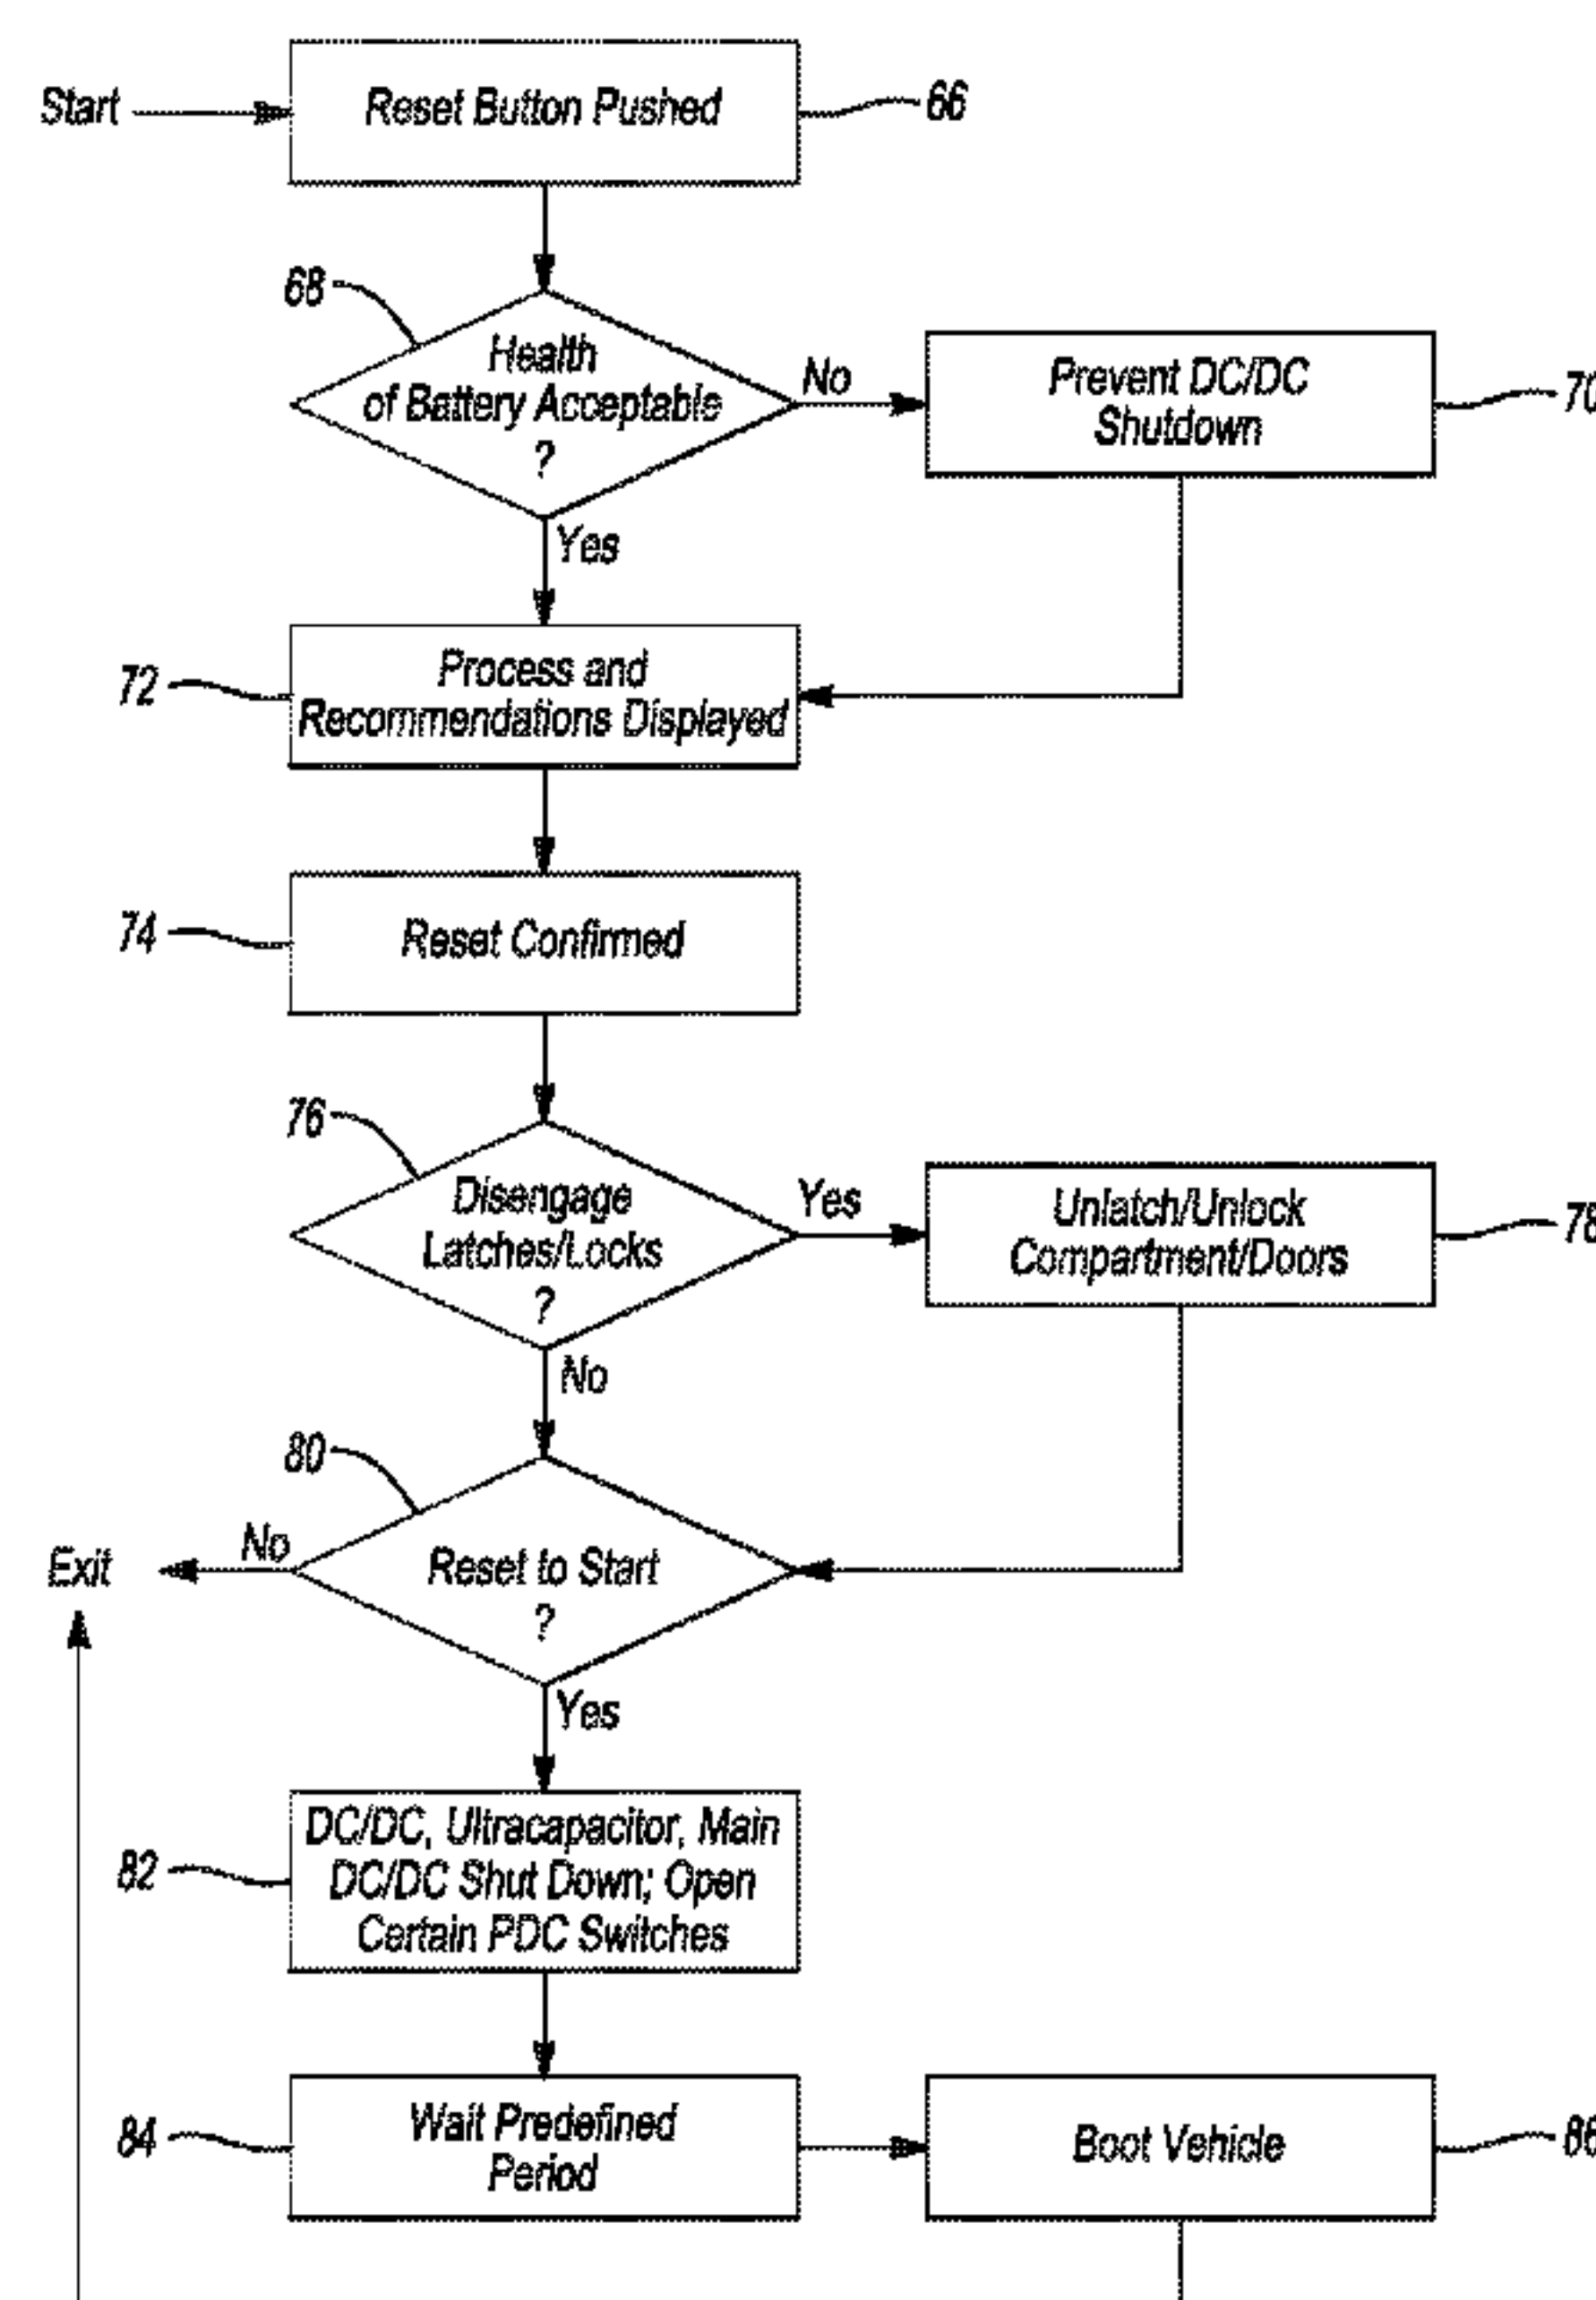 Start
Reset Button Pushed
66
68
Health
of Battery Acceptable
?
No
Prevent DC/DC
Shutdown
70
Yes
72
Process and
Recommendations Displayed
74
Reset Confirmed
76
Disengage
Latches/Locks
?
Yes
Unlatch/Unlock
Compartment/Doors
78
No
80
Exit
No
Reset to Start
?
Yes
82
DC/DC, Ultracapacitor, Main
DC/DC Shut Down; Open
Certain PDC Switches
84
Wait Predefined
Period
Boot Vehicle
86